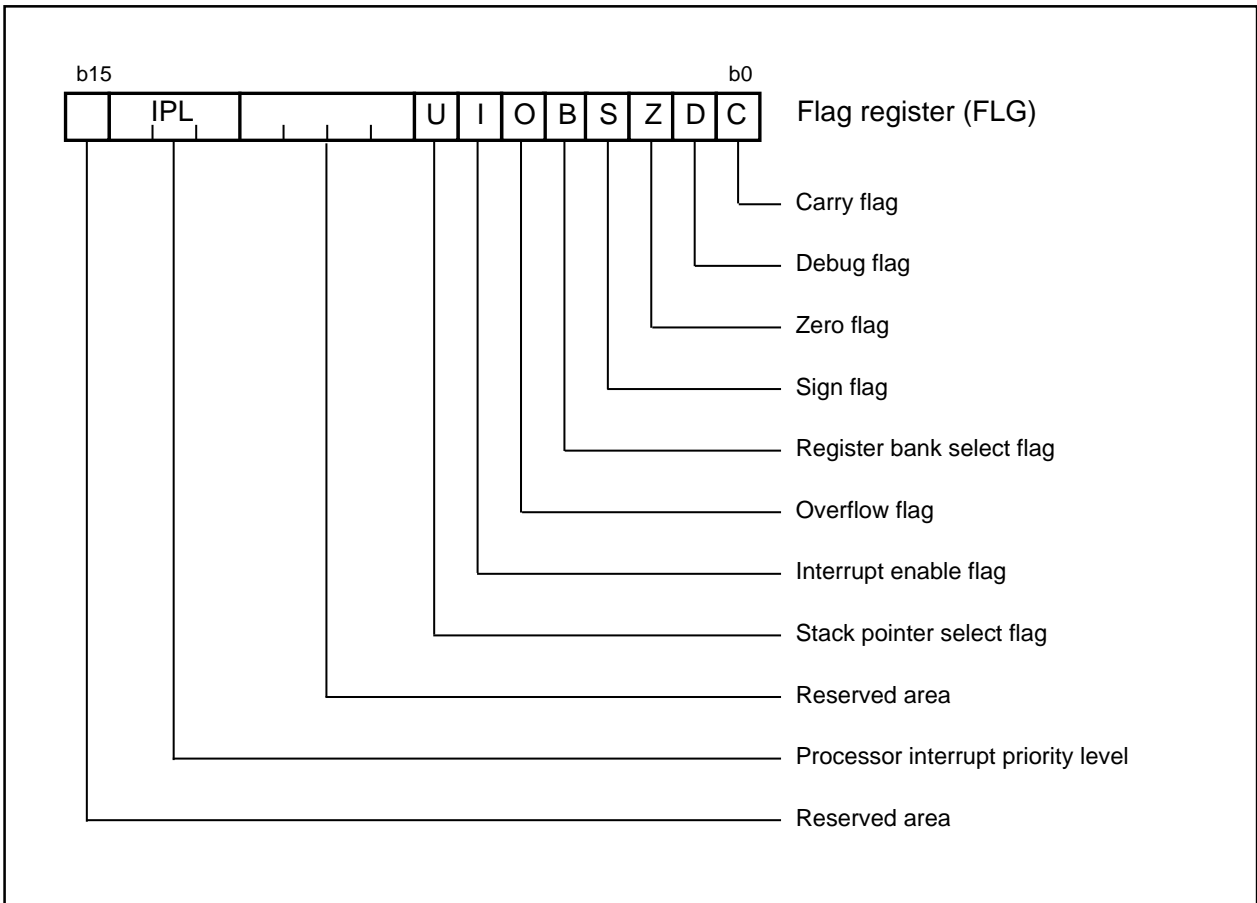 b15 b0
IPL U I O B S Z D C Flag register (FLG)
Carry flag
Debug flag
Zero flag
Sign flag
Register bank select flag
Overflow flag
Interrupt enable flag
Stack pointer select flag
Reserved area
Processor interrupt priority level
Reserved area